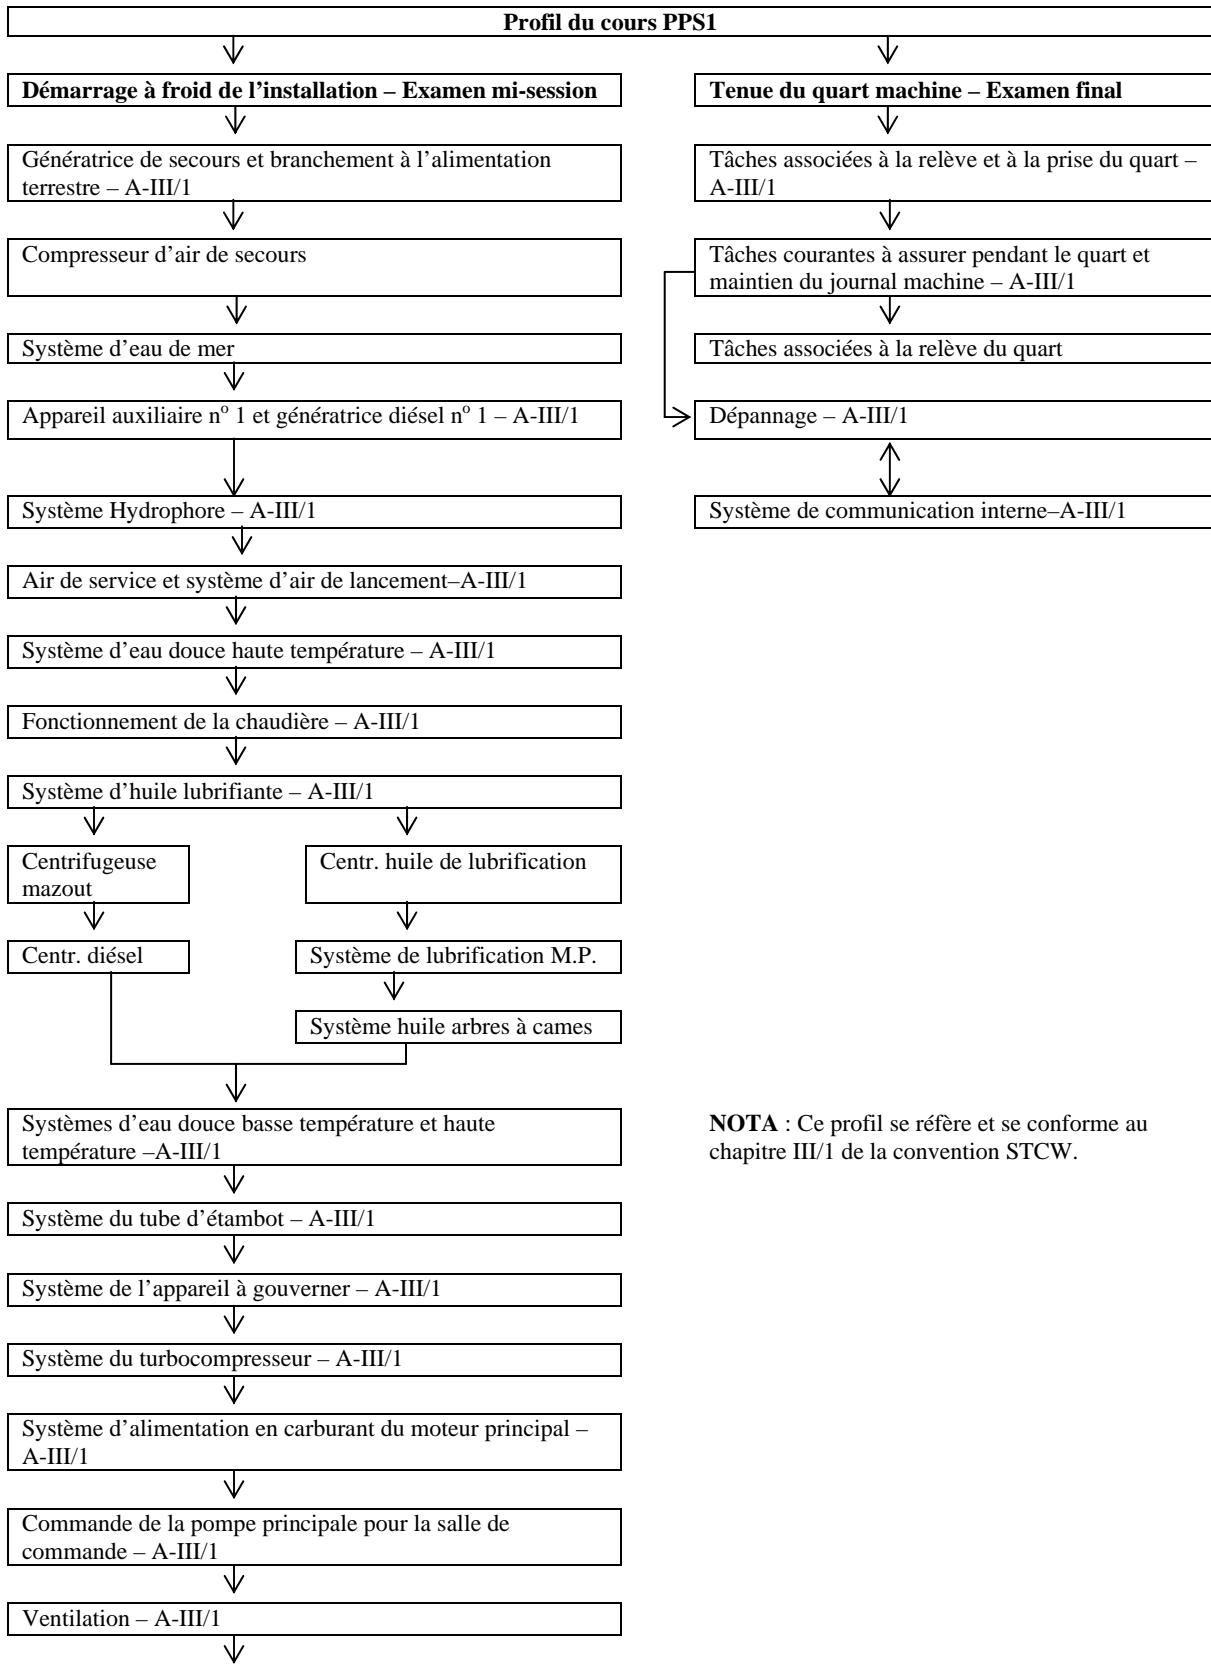 Profil du cours PPS1
Démarrage à froid de l’installation – Examen mi-session
Génératrice de secours et branchement à l’alimentation
terrestre – A-III/1
Compresseur d’air de secours
Système d’eau de mer
Appareil auxiliaire nº 1 et génératrice diésel nº 1 – A-III/1
Système Hydrophore – A-III/1
Air de service et système d’air de lancement–A-III/1
Système d’eau douce haute température – A-III/1
Fonctionnement de la chaudière – A-III/1
Système d’huile lubrifiante – A-III/1
Centrifugeuse
mazout
Centr. diésel
Centr. huile de lubrification
Système de lubrification M.P.
Système huile arbres à cames
Systèmes d’eau douce basse température et haute
température –A-III/1
Système du tube d’étambot – A-III/1
Système de l’appareil à gouverner – A-III/1
Système du turbocompresseur – A-III/1
Système d’alimentation en carburant du moteur principal –
A-III/1
Commande de la pompe principale pour la salle de
commande – A-III/1
Ventilation – A-III/1
Tenue du quart machine – Examen final
Tâches associées à la relève et à la prise du quart –
A-III/1
Tâches courantes à assurer pendant le quart et
maintien du journal machine – A-III/1
Tâches associées à la relève du quart
Dépannage – A-III/1
Système de communication interne–A-III/1
NOTA : Ce profil se réfère et se conforme au
chapitre III/1 de la convention STCW.